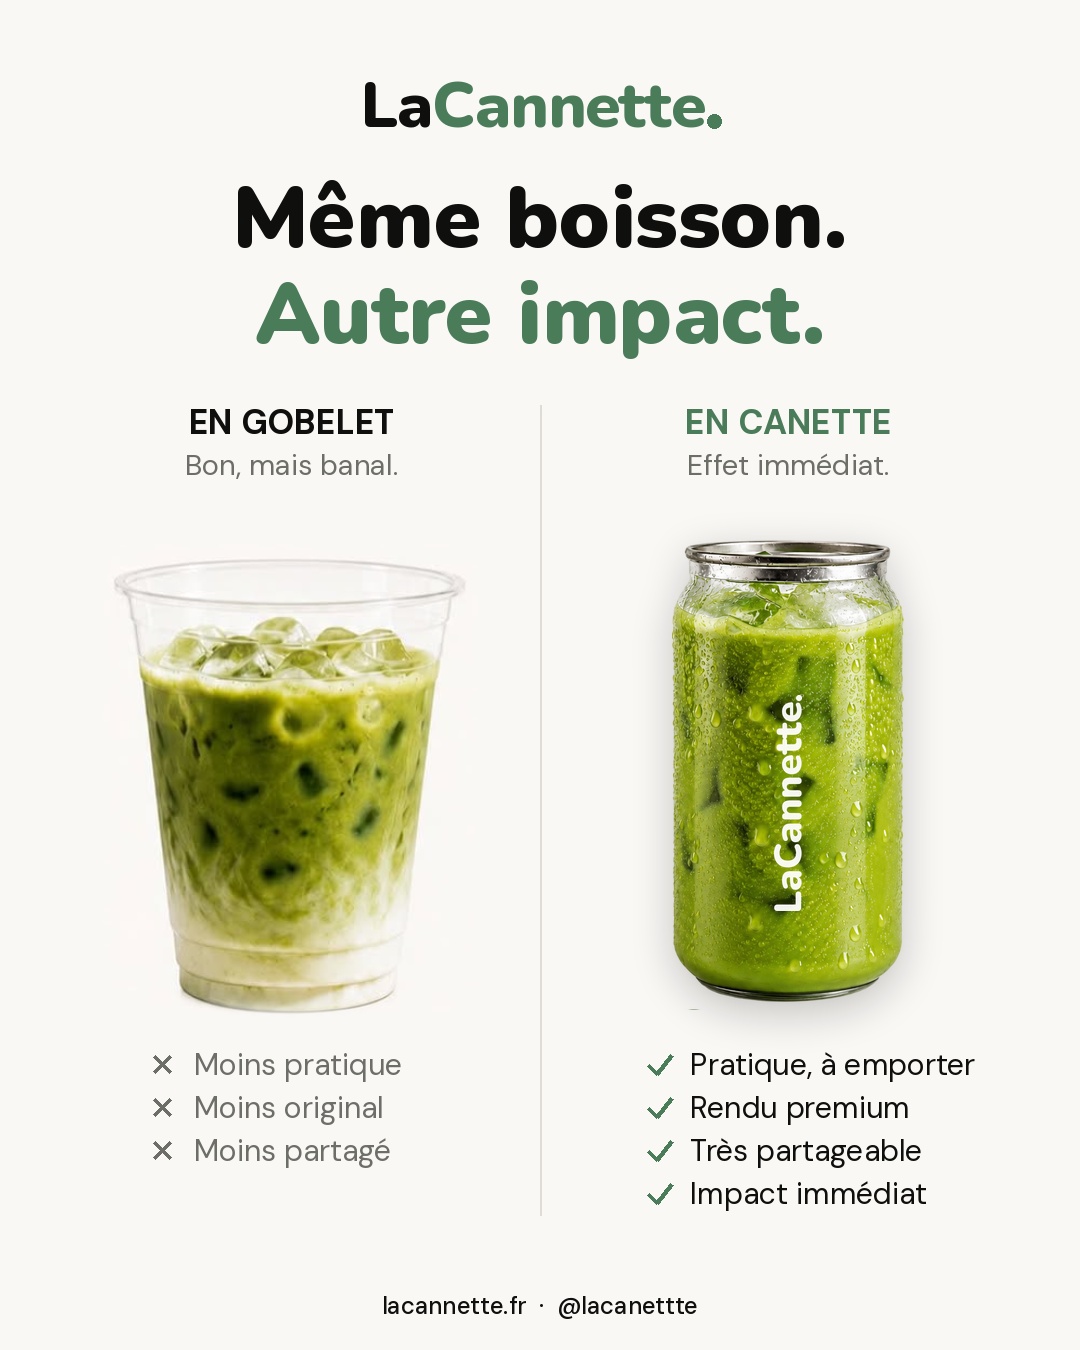 LaCannette.
Même boisson.
Autre impact.
EN GOBELET
Bon, mais banal.
✕ Moins pratique
✕ Moins original
✕ Moins partagé
EN CANETTE
Effet immédiat.
LaCannette.
✓ Pratique, à emporter
✓ Rendu premium
✓ Très partageable
✓ Impact immédiat
lacannette.fr · @lacanettte